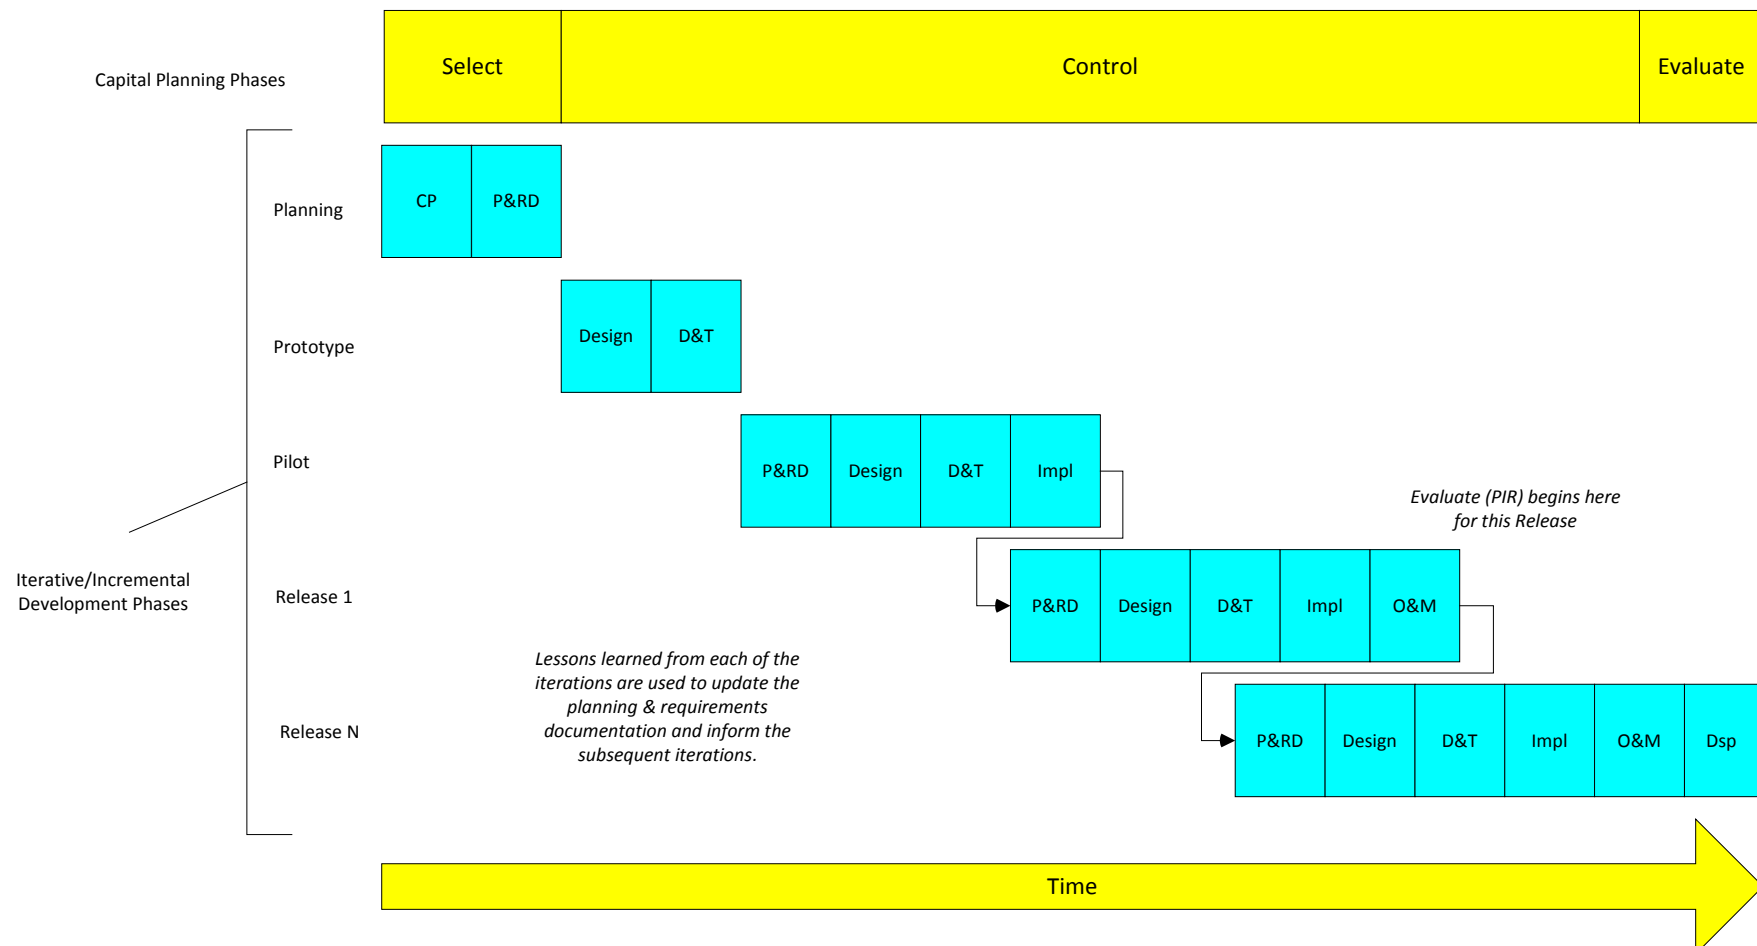 Capital Planning Phases
Select
Control
Evaluate
Planning
CP
P&RD
Prototype
Design
D&T
Pilot
P&RD
Design
D&T
Impl
Evaluate (PIR) begins here
for this Release
Iterative/Incremental
Development Phases
Release 1
P&RD
Design
D&T
Impl
O&M
Lessons learned from each of the
iterations are used to update the
planning & requirements
documentation and inform the
subsequent iterations.
Release N
P&RD
Design
D&T
Impl
O&M
Dsp
Time